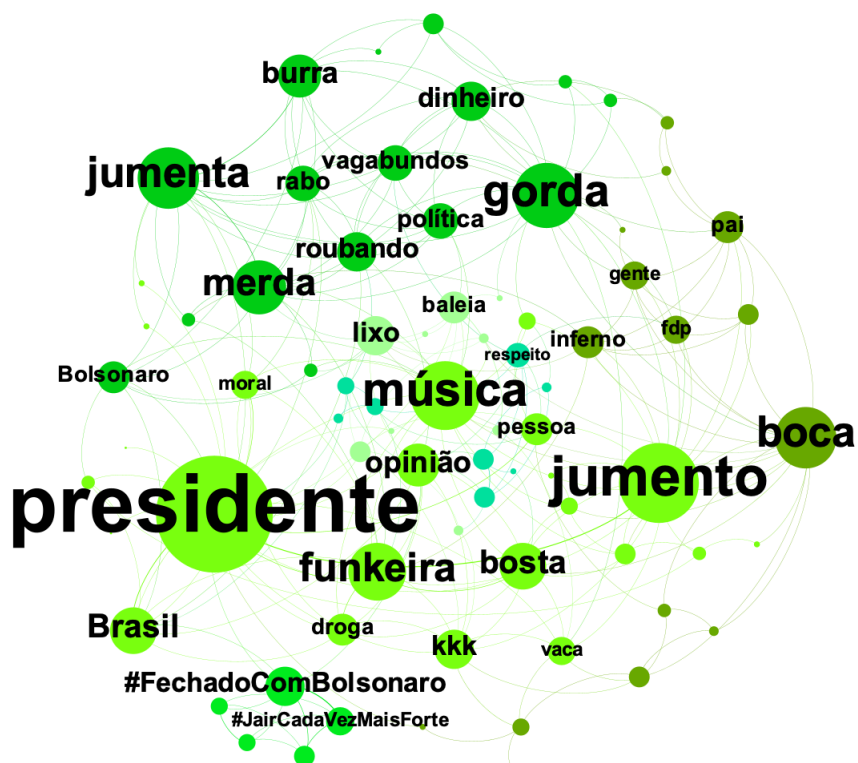 burra
dinheiro
jumenta
vagabundos
rabo
gorda
política
pai
roubando
merda
gente
baleia
lixo
fdp
inferno
respeito
Bolsonaro
moral
música
pessoa
boca
opinião
jumento
presidente
funkeira
bosta
Brasil
droga
kkk
vaca
#FechadoComBolsonaro
#JairCadaVezMaisForte